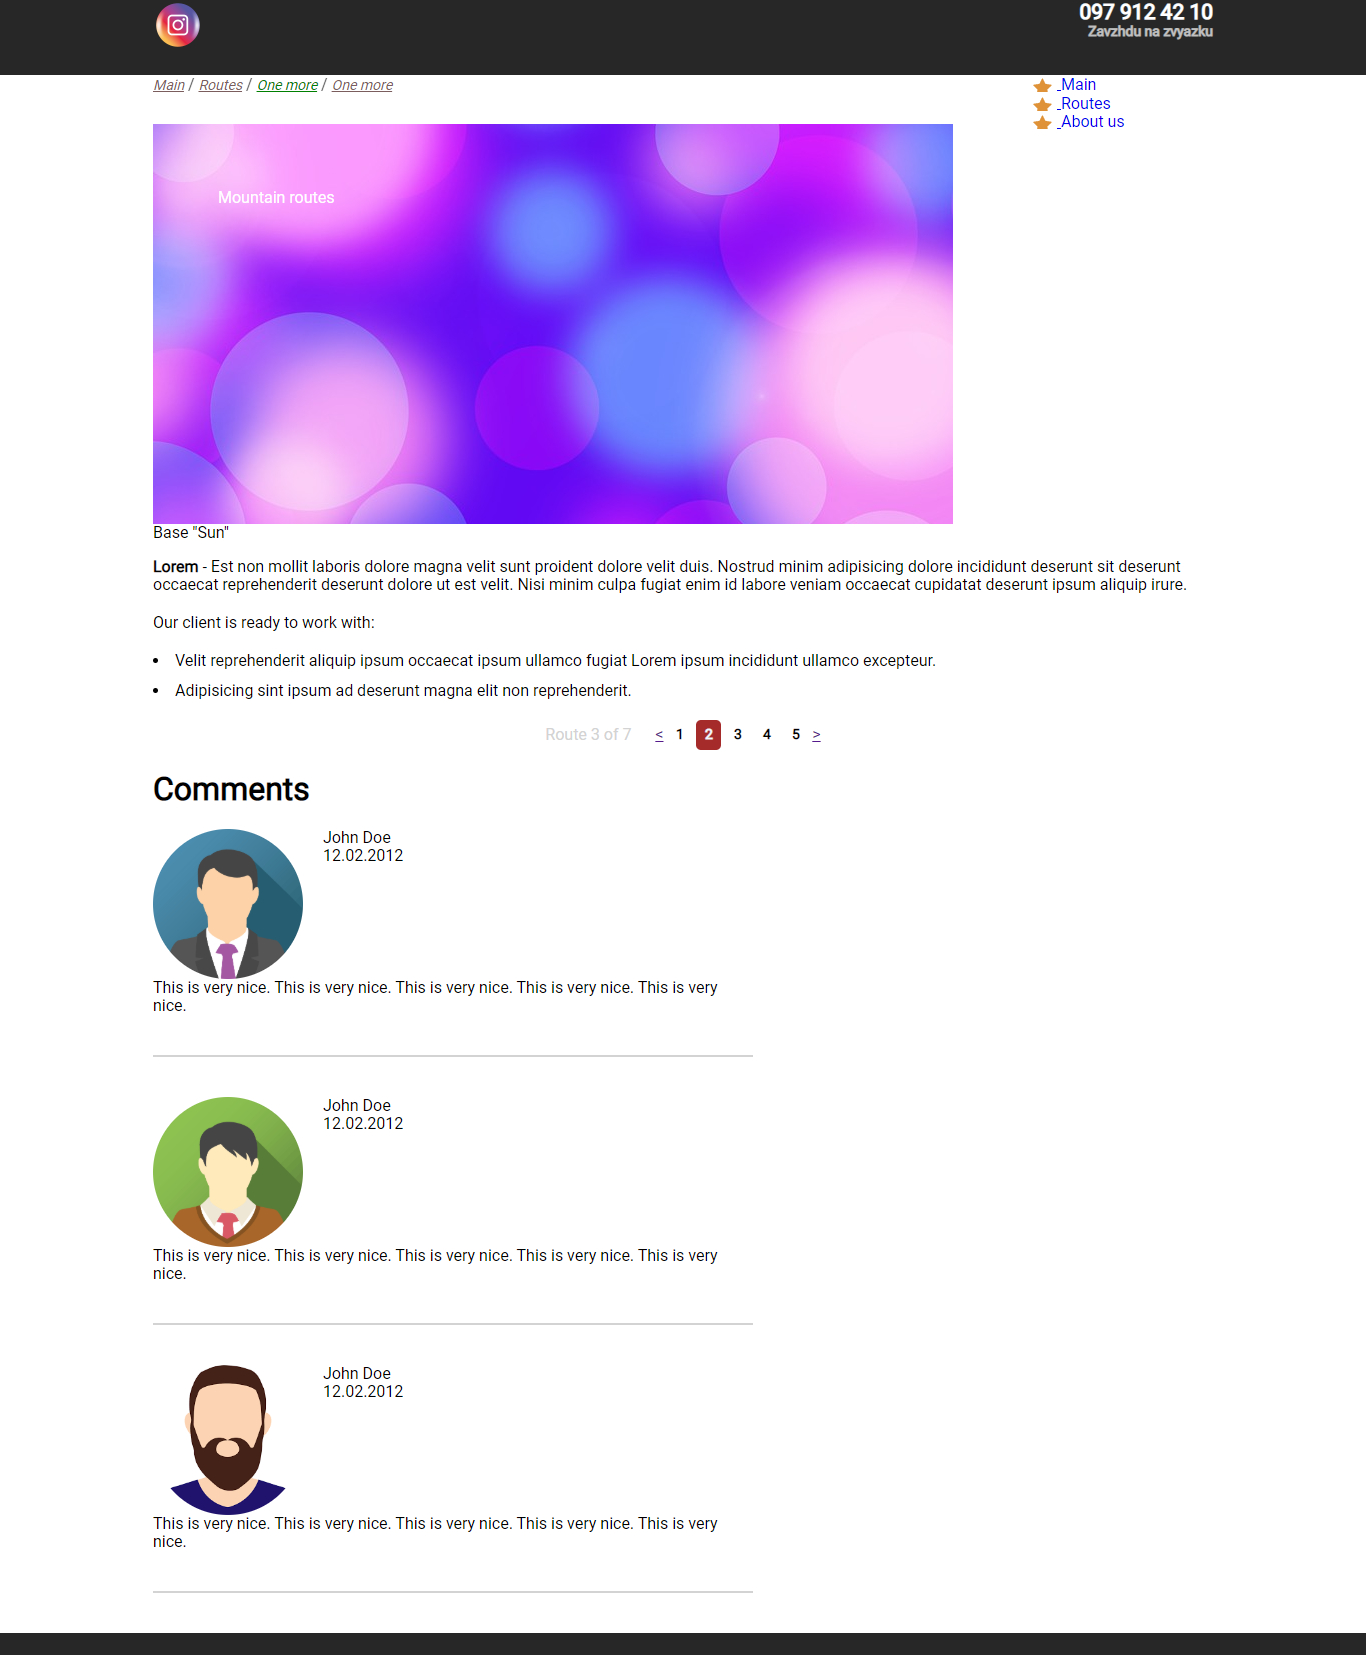 097 912 42 10
Zavzhdu na zvyazku
Main / Routes / One more / One more
Main
Routes
About us
Mountain routes
Base "Sun"
Lorem - Est non mollit laboris dolore magna velit sunt proident dolore velit duis. Nostrud minim adipisicing dolore incididunt deserunt sit deserunt
occaecat reprehenderit deserunt dolore ut est velit. Nisi minim culpa fugiat enim id labore veniam occaecat cupidatat deserunt ipsum aliquip irure.
Our client is ready to work with:
• Velit reprehenderit aliquip ipsum occaecat ipsum ullamco fugiat Lorem ipsum incididunt ullamco excepteur.
• Adipisicing sint ipsum ad deserunt magna elit non reprehenderit.
Route 3 of 7 < 1 2 3 4 5 >
Comments
John Doe
12.02.2012
This is very nice. This is very nice. This is very nice. This is very nice. This is very
nice.
John Doe
12.02.2012
This is very nice. This is very nice. This is very nice. This is very nice. This is very
nice.
John Doe
12.02.2012
This is very nice. This is very nice. This is very nice. This is very nice. This is very
nice.